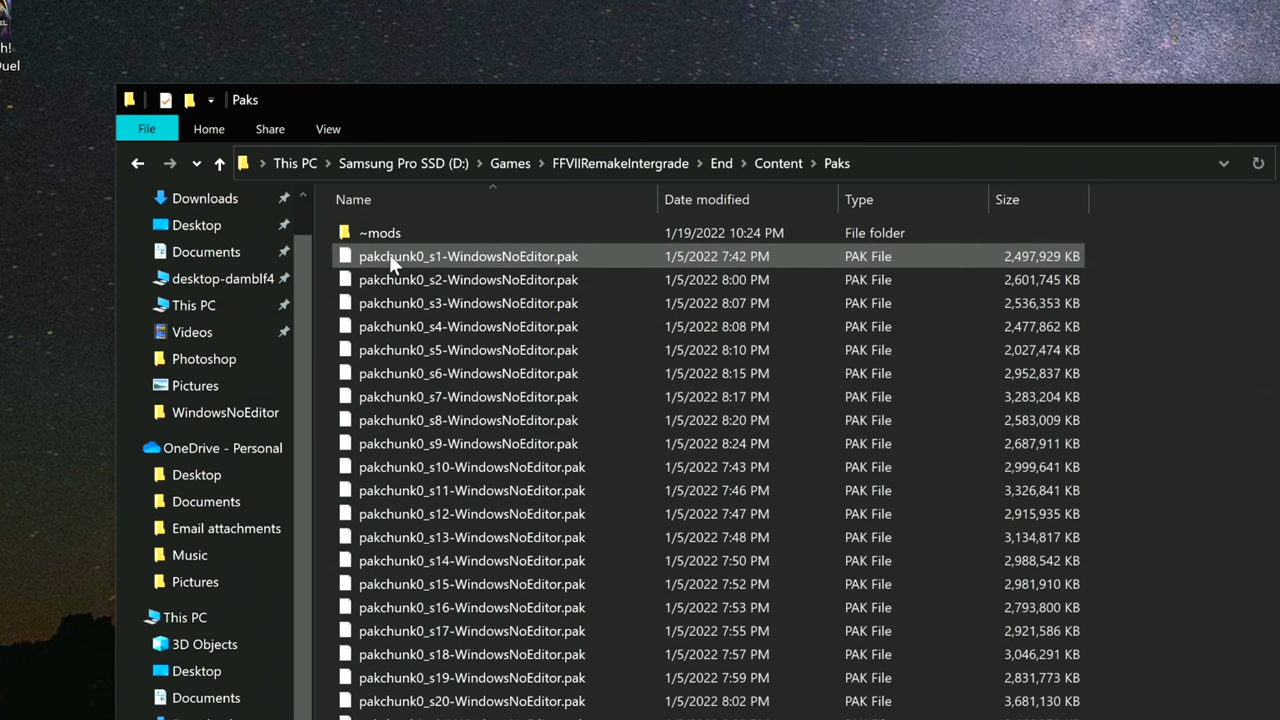 h!
uel
Paks
File Home Share View
This PC Samsung Pro SSD (D:) Games FFVIIRemakeIntergrade End Content Paks
Name Date modified Type Size
Downloads
Desktop
Documents
desktop-damblf4
This PC
Videos
Photoshop
Pictures
WindowsNoEditor
OneDrive - Personal
Desktop
Documents
Email attachments
Music
Pictures
This PC
3D Objects
Desktop
Documents
~mods 1/19/2022 10:24 PM File folder
pakchunk0_s1-WindowsNoEditor.pak 1/5/2022 7:42 PM PAK File 2,497,929 KB
pakchunk0_s2-WindowsNoEditor.pak 1/5/2022 8:00 PM PAK File 2,601,745 KB
pakchunk0_s3-WindowsNoEditor.pak 1/5/2022 8:07 PM PAK File 2,536,353 KB
pakchunk0_s4-WindowsNoEditor.pak 1/5/2022 8:08 PM PAK File 2,477,862 KB
pakchunk0_s5-WindowsNoEditor.pak 1/5/2022 8:10 PM PAK File 2,027,474 KB
pakchunk0_s6-WindowsNoEditor.pak 1/5/2022 8:15 PM PAK File 2,952,837 KB
pakchunk0_s7-WindowsNoEditor.pak 1/5/2022 8:17 PM PAK File 3,283,204 KB
pakchunk0_s8-WindowsNoEditor.pak 1/5/2022 8:20 PM PAK File 2,583,009 KB
pakchunk0_s9-WindowsNoEditor.pak 1/5/2022 8:24 PM PAK File 2,687,911 KB
pakchunk0_s10-WindowsNoEditor.pak 1/5/2022 7:43 PM PAK File 2,999,641 KB
pakchunk0_s11-WindowsNoEditor.pak 1/5/2022 7:46 PM PAK File 3,326,841 KB
pakchunk0_s12-WindowsNoEditor.pak 1/5/2022 7:47 PM PAK File 2,915,935 KB
pakchunk0_s13-WindowsNoEditor.pak 1/5/2022 7:48 PM PAK File 3,134,817 KB
pakchunk0_s14-WindowsNoEditor.pak 1/5/2022 7:50 PM PAK File 2,988,542 KB
pakchunk0_s15-WindowsNoEditor.pak 1/5/2022 7:52 PM PAK File 2,981,910 KB
pakchunk0_s16-WindowsNoEditor.pak 1/5/2022 7:53 PM PAK File 2,793,800 KB
pakchunk0_s17-WindowsNoEditor.pak 1/5/2022 7:55 PM PAK File 2,921,586 KB
pakchunk0_s18-WindowsNoEditor.pak 1/5/2022 7:57 PM PAK File 3,046,291 KB
pakchunk0_s19-WindowsNoEditor.pak 1/5/2022 7:59 PM PAK File 2,831,773 KB
pakchunk0_s20-WindowsNoEditor.pak 1/5/2022 8:02 PM PAK File 3,681,130 KB